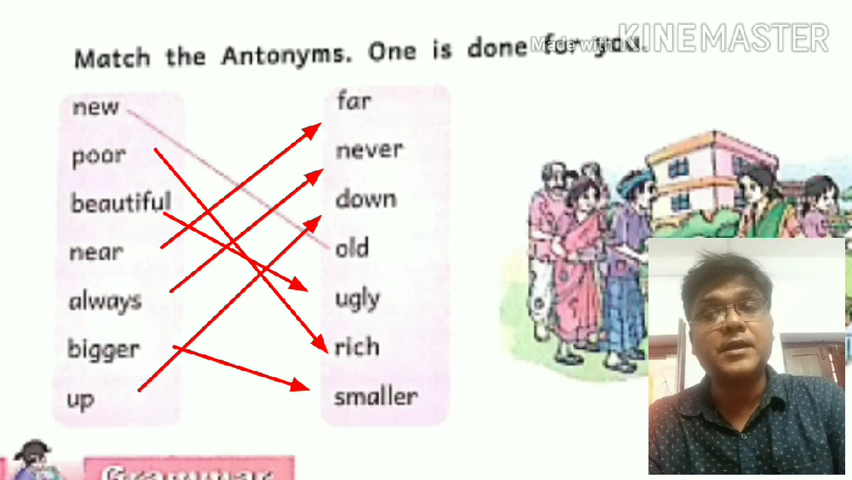 Match the Antonyms. One is done for you.
Made with KINEMASTER
new
poor
beautiful
near
always
bigger
up
far
never
down
old
ugly
rich
smaller
Grammar